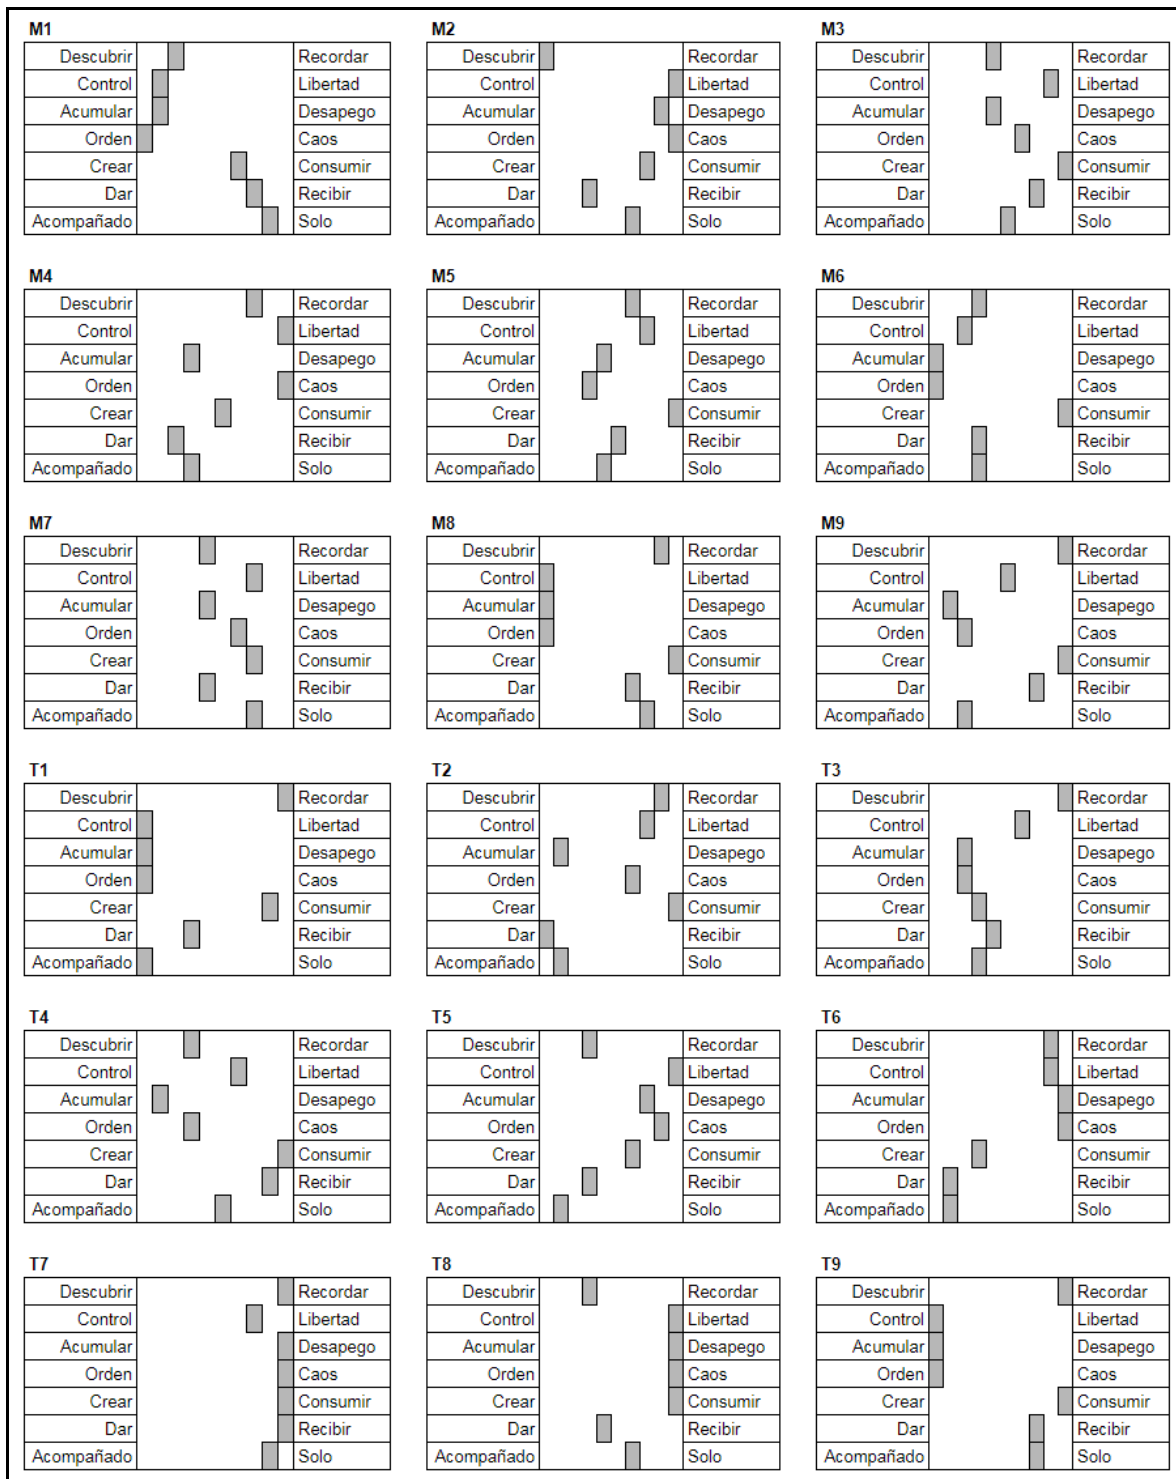 M1 M2 M3
Descubrir Recordar Descubrir Recordar Descubrir Recordar
Control Libertad Control Libertad Control Libertad
Acumular Desapego Acumular Desapego Acumular Desapego
Orden Caos Orden Caos Orden Caos
Crear Consumir Crear Consumir Crear Consumir
Dar Recibir Dar Recibir Dar Recibir
Acompañado Solo Acompañado Solo Acompañado Solo
M4 M5 M6
Descubrir Recordar Descubrir Recordar Descubrir Recordar
Control Libertad Control Libertad Control Libertad
Acumular Desapego Acumular Desapego Acumular Desapego
Orden Caos Orden Caos Orden Caos
Crear Consumir Crear Consumir Crear Consumir
Dar Recibir Dar Recibir Dar Recibir
Acompañado Solo Acompañado Solo Acompañado Solo
M7 M8 M9
Descubrir Recordar Descubrir Recordar Descubrir Recordar
Control Libertad Control Libertad Control Libertad
Acumular Desapego Acumular Desapego Acumular Desapego
Orden Caos Orden Caos Orden Caos
Crear Consumir Crear Consumir Crear Consumir
Dar Recibir Dar Recibir Dar Recibir
Acompañado Solo Acompañado Solo Acompañado Solo
T1 T2 T3
Descubrir Recordar Descubrir Recordar Descubrir Recordar
Control Libertad Control Libertad Control Libertad
Acumular Desapego Acumular Desapego Acumular Desapego
Orden Caos Orden Caos Orden Caos
Crear Consumir Crear Consumir Crear Consumir
Dar Recibir Dar Recibir Dar Recibir
Acompañado Solo Acompañado Solo Acompañado Solo
T4 T5 T6
Descubrir Recordar Descubrir Recordar Descubrir Recordar
Control Libertad Control Libertad Control Libertad
Acumular Desapego Acumular Desapego Acumular Desapego
Orden Caos Orden Caos Orden Caos
Crear Consumir Crear Consumir Crear Consumir
Dar Recibir Dar Recibir Dar Recibir
Acompañado Solo Acompañado Solo Acompañado Solo
T7 T8 T9
Descubrir Recordar Descubrir Recordar Descubrir Recordar
Control Libertad Control Libertad Control Libertad
Acumular Desapego Acumular Desapego Acumular Desapego
Orden Caos Orden Caos Orden Caos
Crear Consumir Crear Consumir Crear Consumir
Dar Recibir Dar Recibir Dar Recibir
Acompañado Solo Acompañado Solo Acompañado Solo